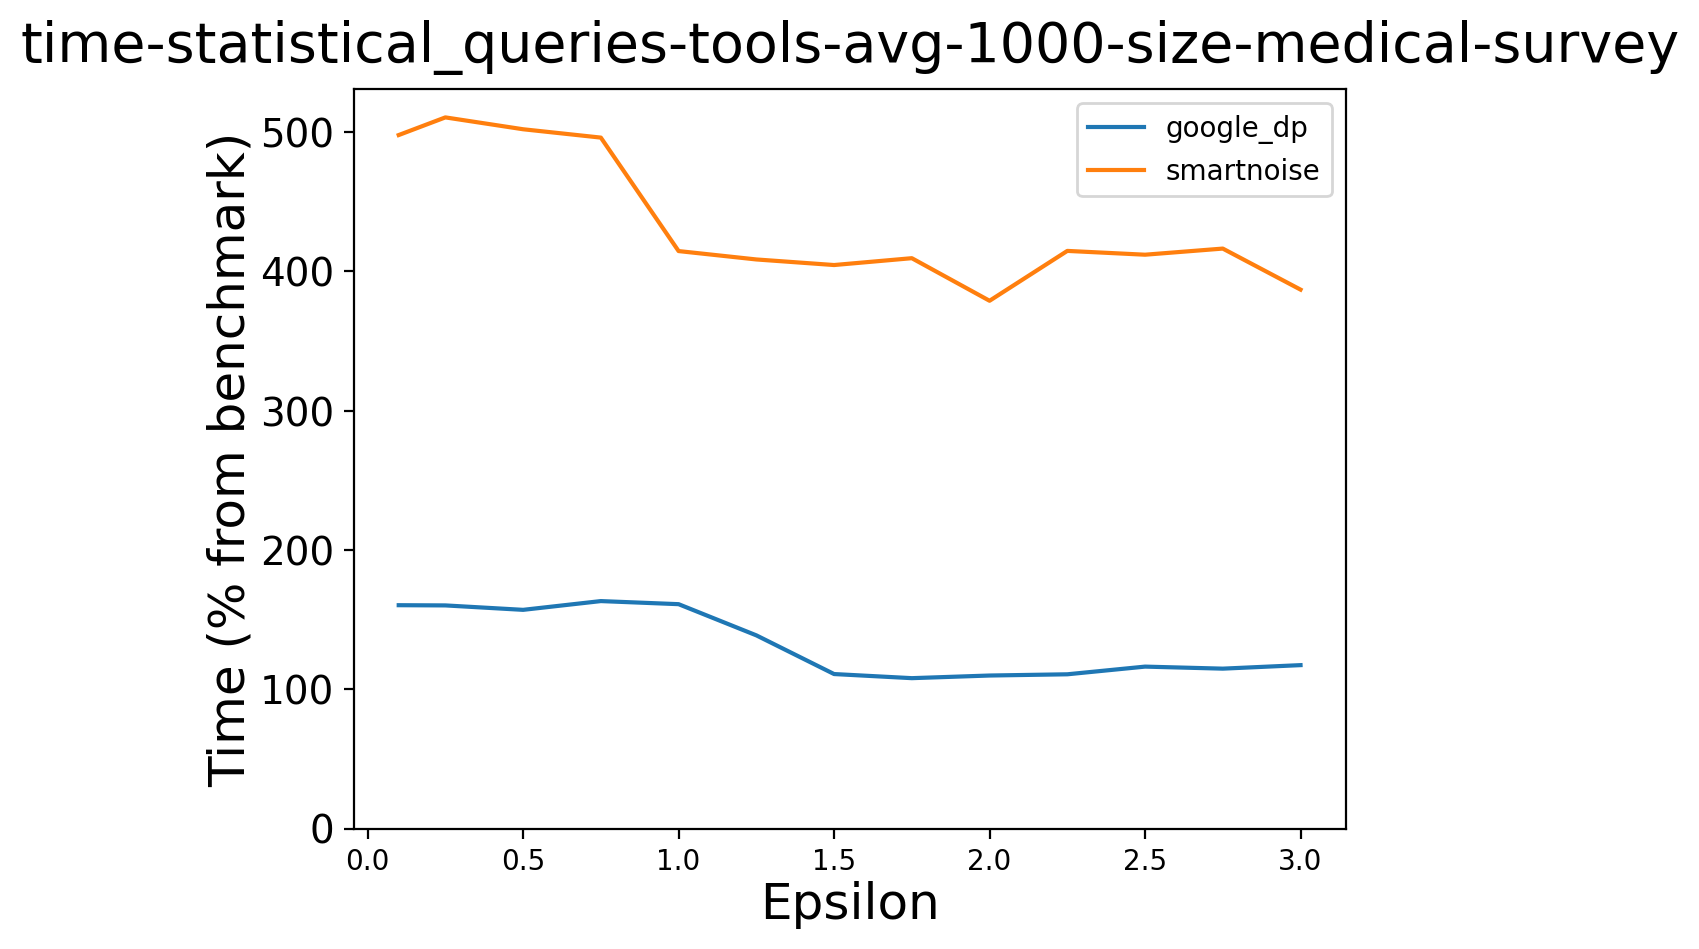 time-statistical_queries-tools-avg-1000-size-medical-survey
google_dp
smartnoise
Time (% from benchmark)
500
400
300
200
100
0
0.0 0.5 1.0 1.5 2.0 2.5 3.0
Epsilon